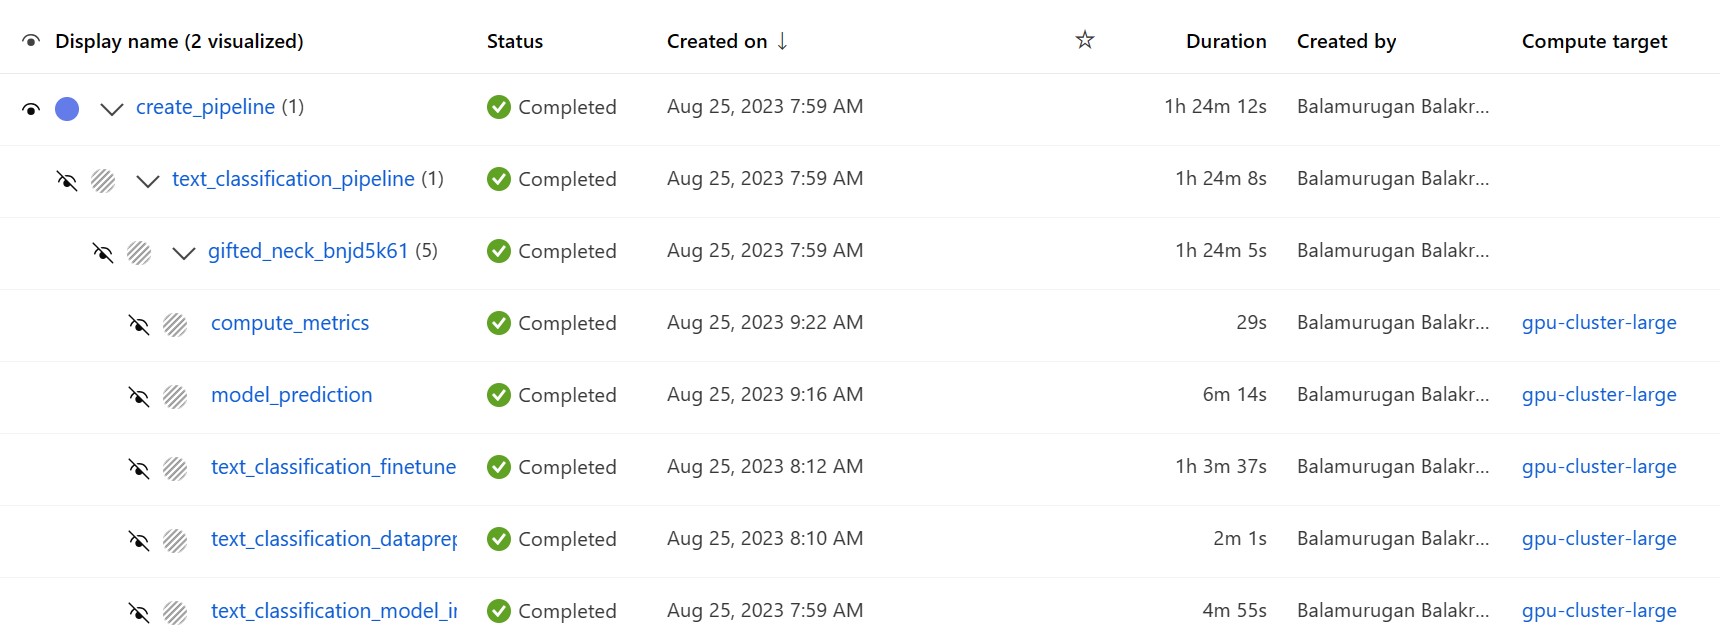 Display name (2 visualized) Status Created on ↓ Duration Created by Compute target
create_pipeline (1) Completed Aug 25, 2023 7:59 AM 1h 24m 12s Balamurugan Balakr...
text_classification_pipeline (1) Completed Aug 25, 2023 7:59 AM 1h 24m 8s Balamurugan Balakr...
gifted_neck_bnjd5k61 (5) Completed Aug 25, 2023 7:59 AM 1h 24m 5s Balamurugan Balakr...
compute_metrics Completed Aug 25, 2023 9:22 AM 29s Balamurugan Balakr... gpu-cluster-large
model_prediction Completed Aug 25, 2023 9:16 AM 6m 14s Balamurugan Balakr... gpu-cluster-large
text_classification_finetune Completed Aug 25, 2023 8:12 AM 1h 3m 37s Balamurugan Balakr... gpu-cluster-large
text_classification_dataprep Completed Aug 25, 2023 8:10 AM 2m 1s Balamurugan Balakr... gpu-cluster-large
text_classification_model_i Completed Aug 25, 2023 7:59 AM 4m 55s Balamurugan Balakr... gpu-cluster-large